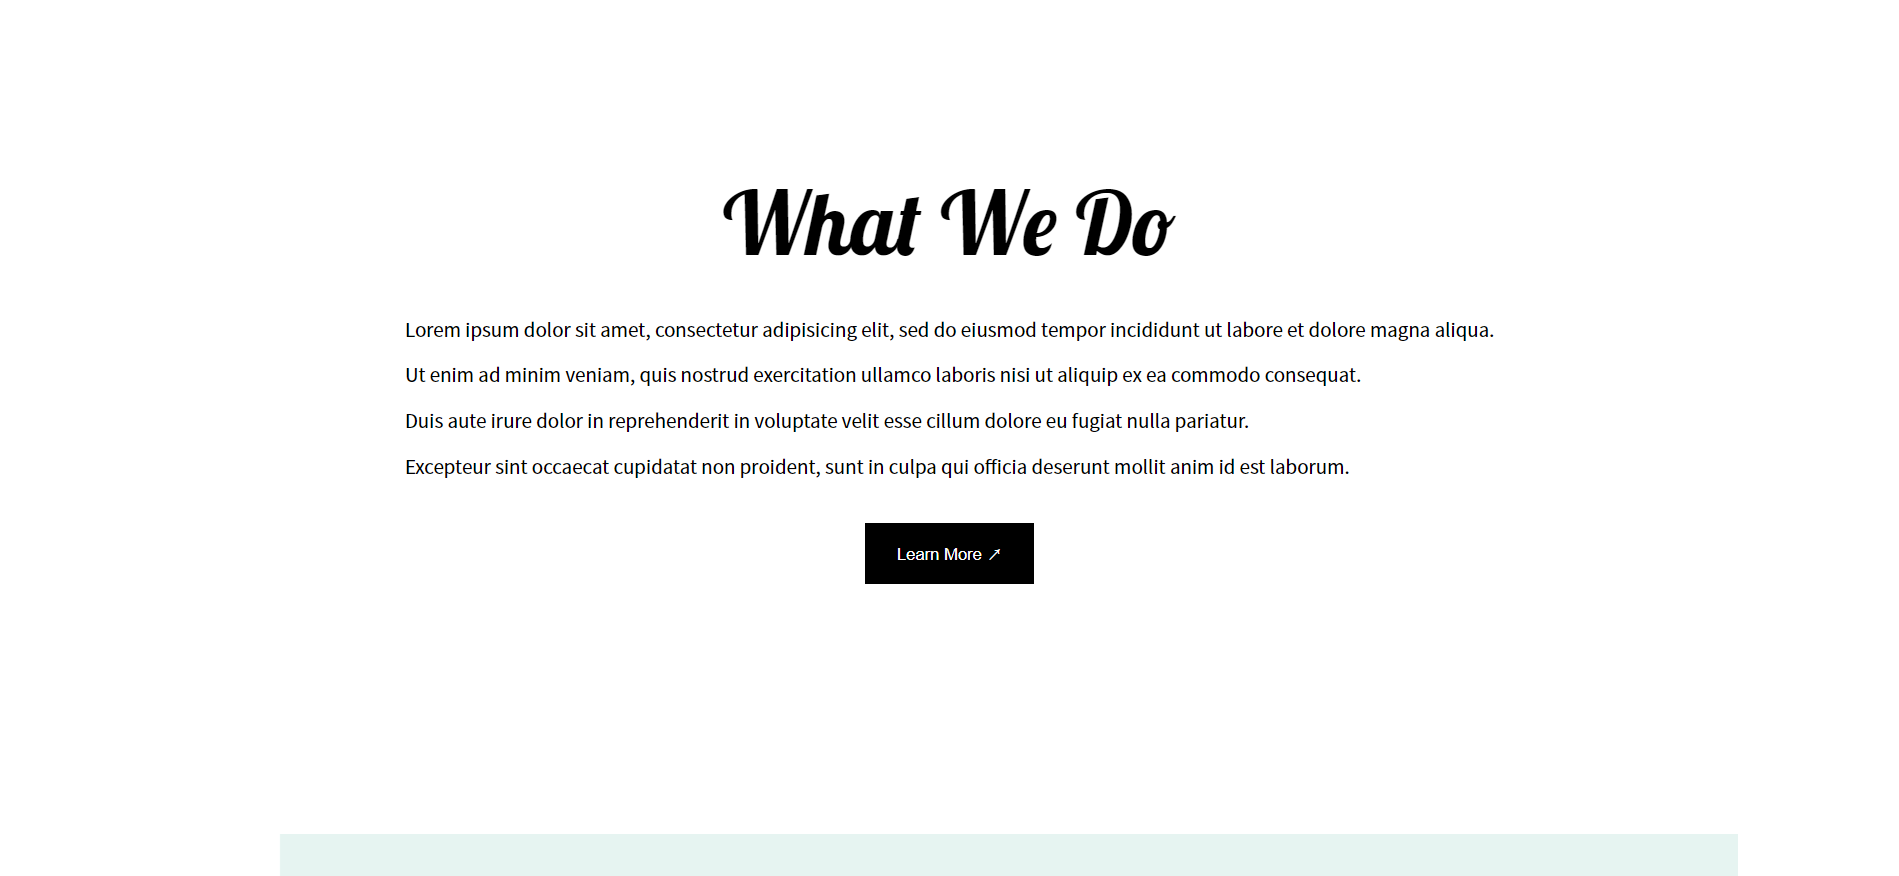 What We Do
Lorem ipsum dolor sit amet, consectetur adipisicing elit, sed do eiusmod tempor incididunt ut labore et dolore magna aliqua.
Ut enim ad minim veniam, quis nostrud exercitation ullamco laboris nisi ut aliquip ex ea commodo consequat.
Duis aute irure dolor in reprehenderit in voluptate velit esse cillum dolore eu fugiat nulla pariatur.
Excepteur sint occaecat cupidatat non proident, sunt in culpa qui officia deserunt mollit anim id est laborum.
Learn More ↗